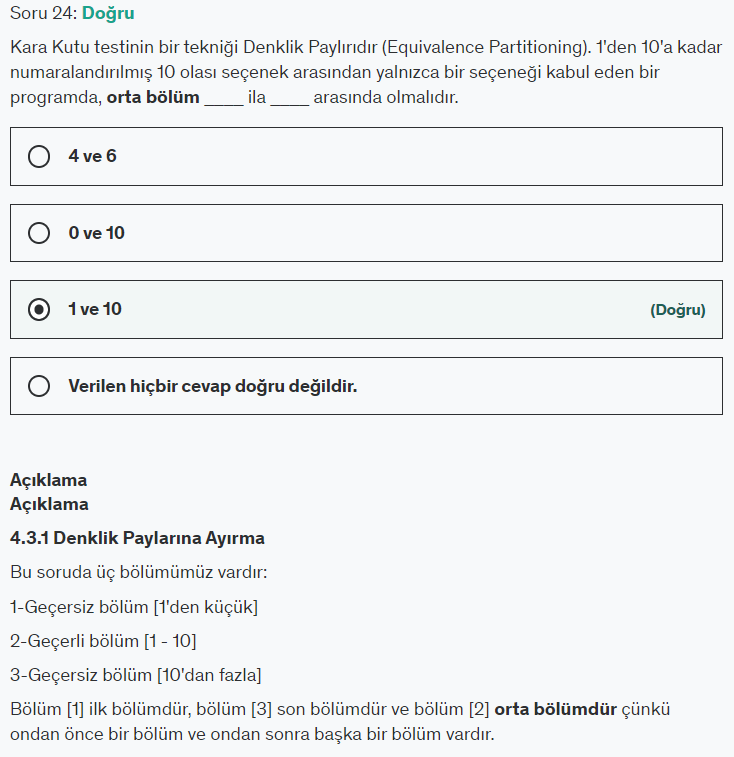 Soru 24: Doğru
Kara Kutu testinin bir tekniği Denklik Paylırıdır (Equivalence Partitioning). 1'den 10'a kadar
numaralandırılmış 10 olası seçenek arasından yalnızca bir seçeneği kabul eden bir
programda, orta bölüm ____ ila ____ arasında olmalıdır.
4 ve 6
0 ve 10
1 ve 10 (Doğru)
Verilen hiçbir cevap doğru değildir.
Açıklama
Açıklama
4.3.1 Denklik Paylarına Ayırma
Bu soruda üç bölümümüz vardır:
1-Geçersiz bölüm [1'den küçük]
2-Geçerli bölüm [1 - 10]
3-Geçersiz bölüm [10'dan fazla]
Bölüm [1] ilk bölümdür, bölüm [3] son bölümdür ve bölüm [2] orta bölümdür çünkü
ondan önce bir bölüm ve ondan sonra başka bir bölüm vardır.